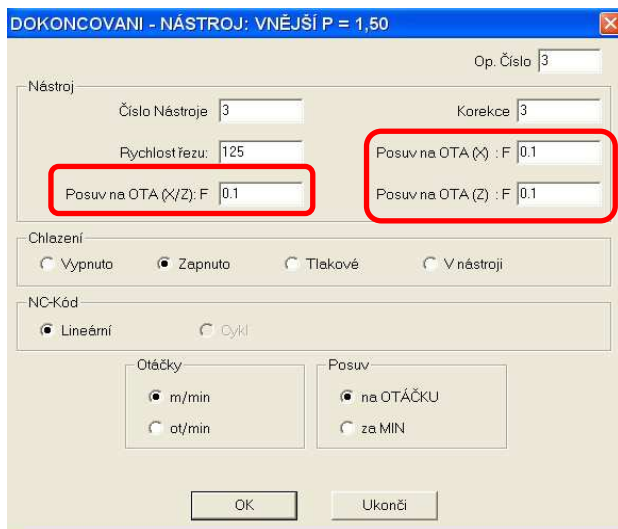 DOKONCOVANI - NÁSTROJ: VNĚJŠÍ P = 1,50
Op. Číslo 3
Nástroj
Číslo Nástroje 3 Korekce 3
Rychlost řezu: 125 Posuv na OTA (X) : F 0.1
Posuv na OTA (X/Z): F 0.1 Posuv na OTA (Z) : F 0.1
Chlazení
Vypnuto Zapnuto Tlakové V nástroji
NC-Kód
Lineární Cykl
Otáčky Posuv
m/min na OTÁČKU
ot/min za MIN
OK Ukonči